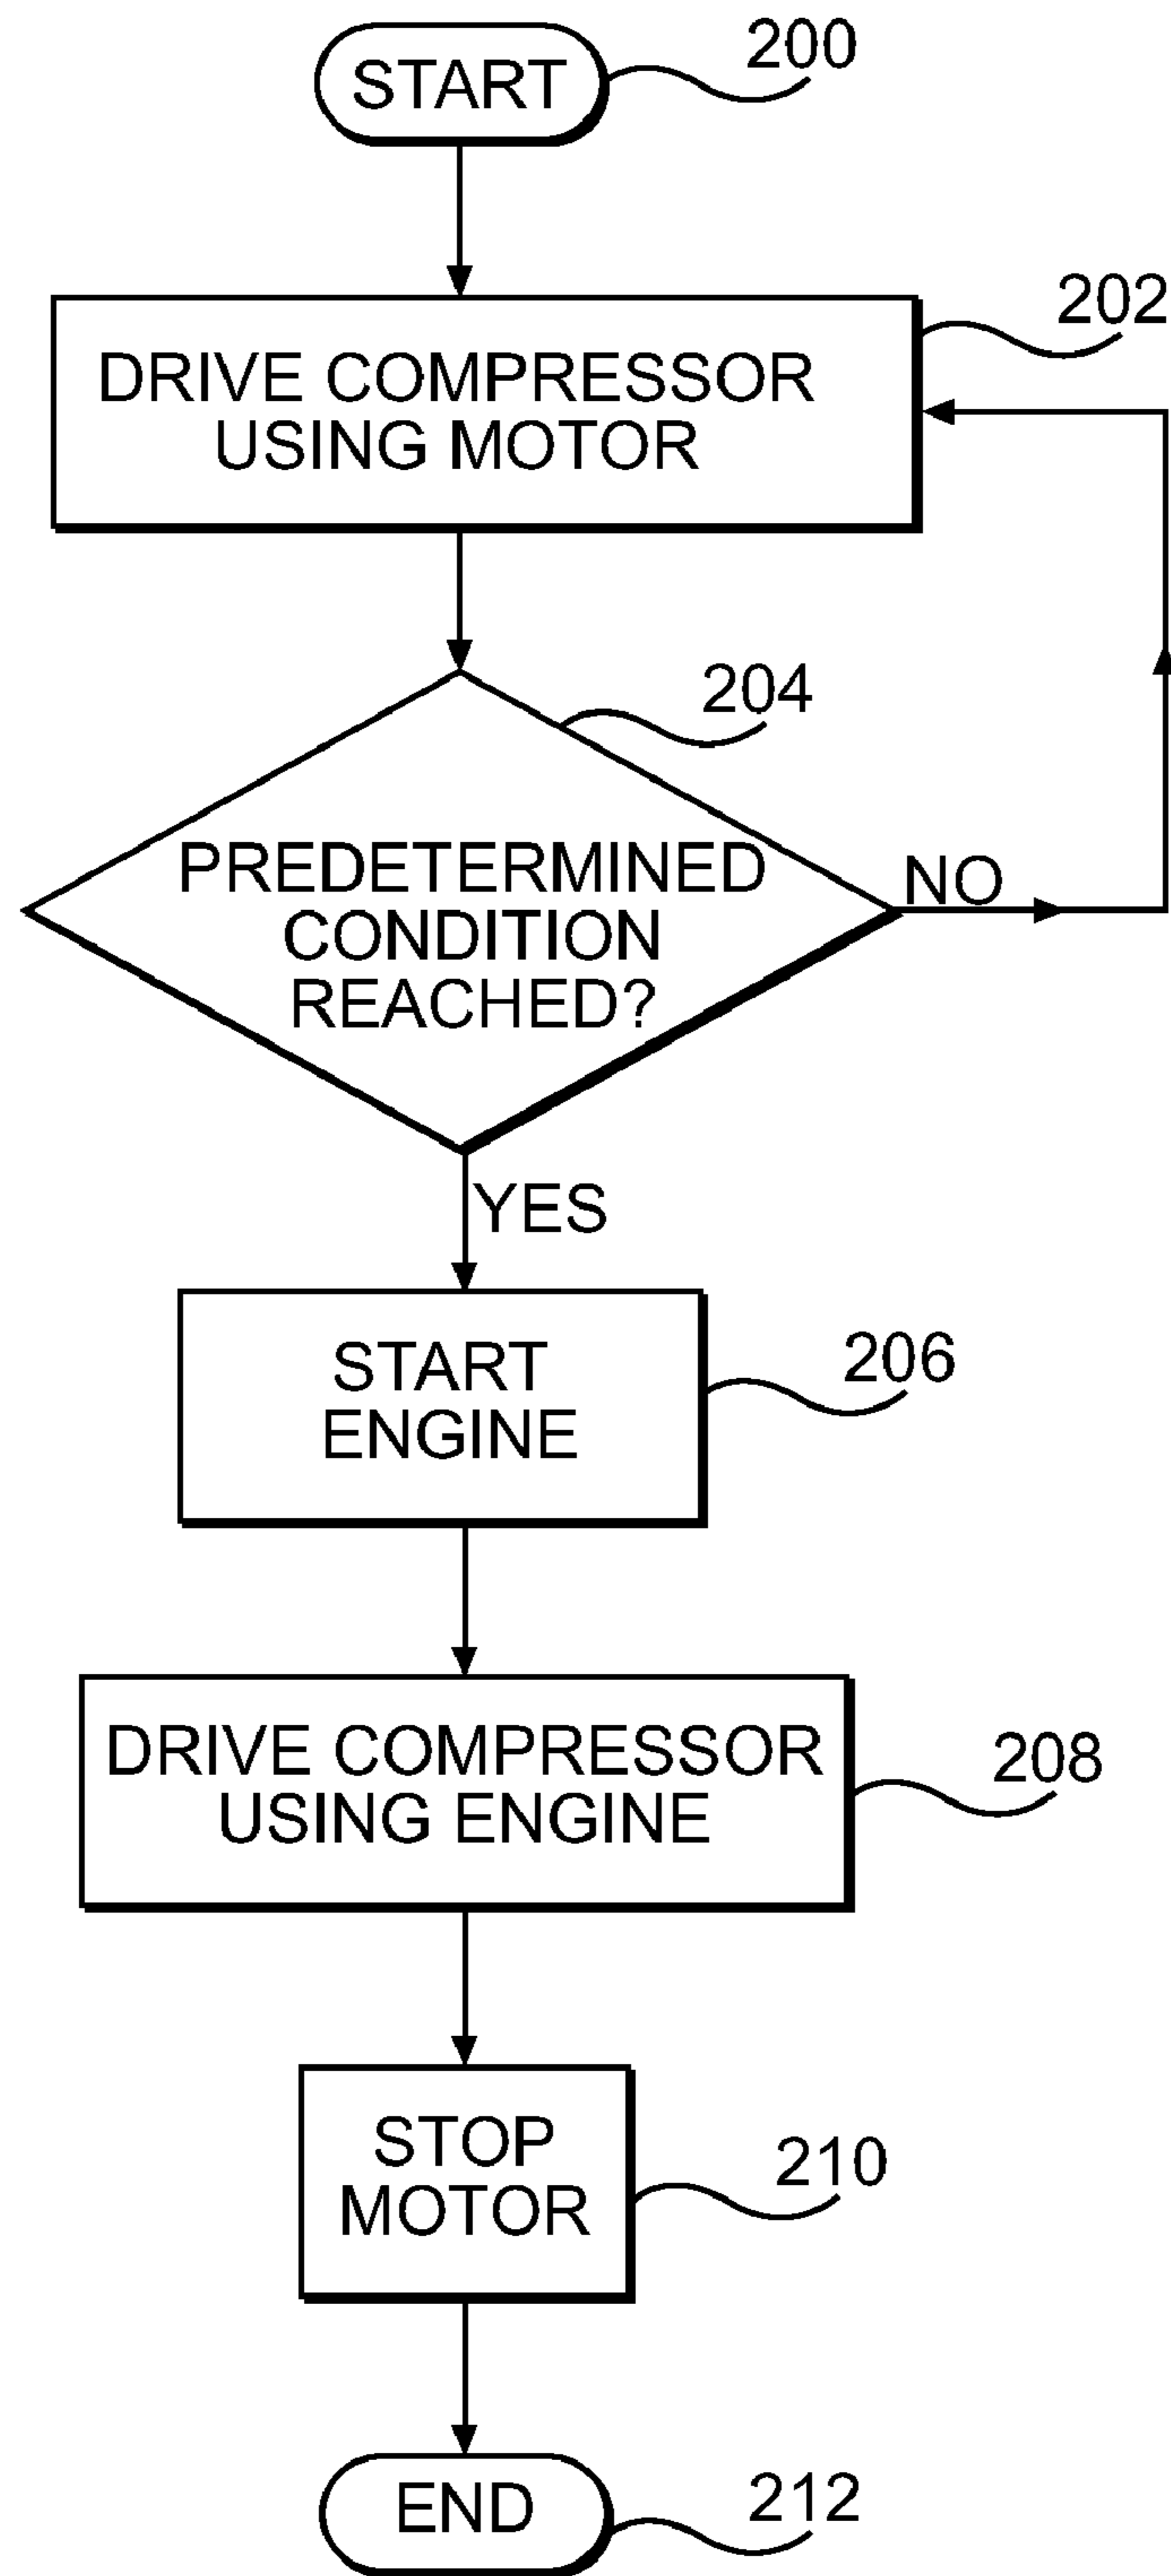 START
200
202
DRIVE COMPRESSOR
USING MOTOR
204
PREDETERMINED
CONDITION
REACHED?
NO
YES
START
ENGINE
206
DRIVE COMPRESSOR
USING ENGINE
208
STOP
MOTOR
210
END
212